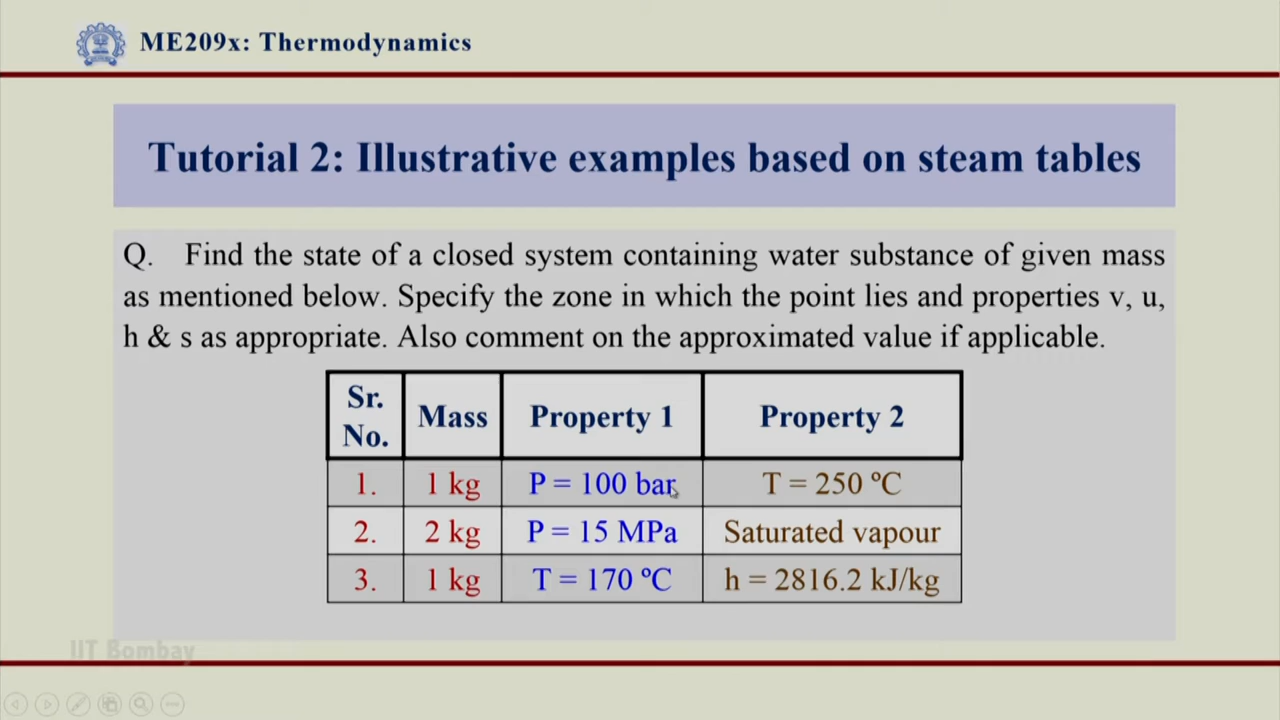 ME209x: Thermodynamics
Tutorial 2: Illustrative examples based on steam tables
Q. Find the state of a closed system containing water substance of given mass
as mentioned below. Specify the zone in which the point lies and properties v, u,
h & s as appropriate. Also comment on the approximated value if applicable.
Sr. No. Mass Property 1 Property 2
1. 1 kg P = 100 bar T = 250 ºC
2. 2 kg P = 15 MPa Saturated vapour
3. 1 kg T = 170 ºC h = 2816.2 kJ/kg
IIT Bombay